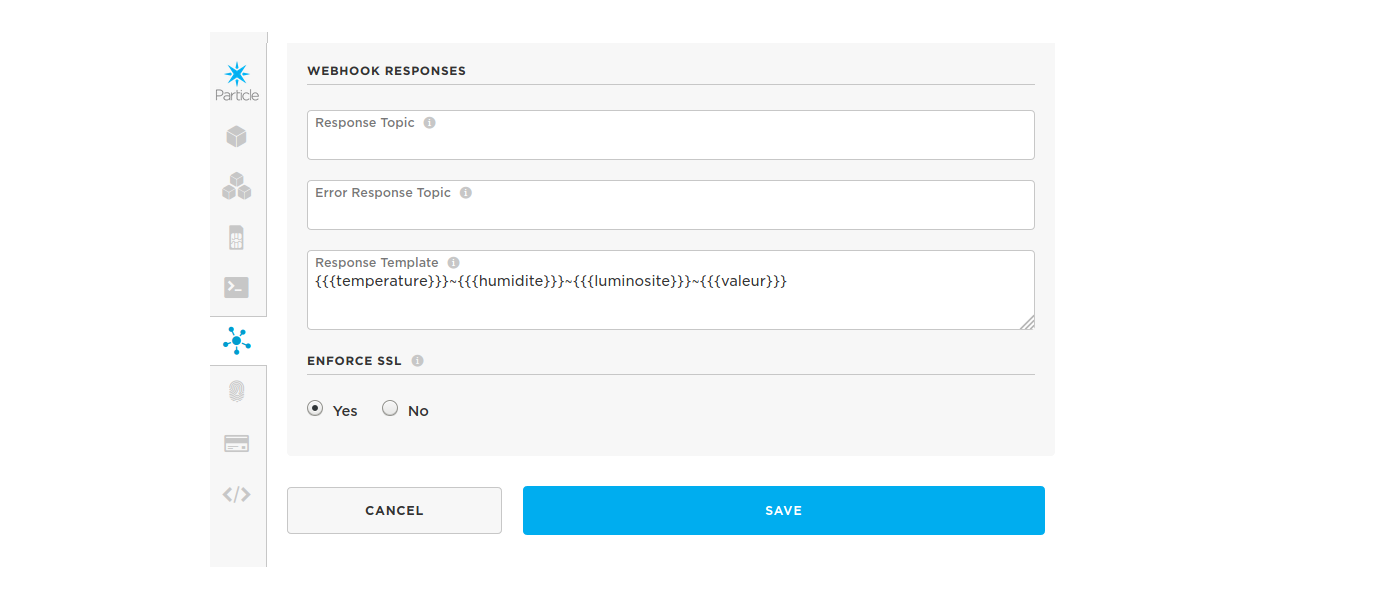 Particle
WEBHOOK RESPONSES
Response Topic
Error Response Topic
Response Template
{{{temperature}}}~{{{humidite}}}~{{{luminosite}}}~{{{valeur}}}
ENFORCE SSL
Yes No
CANCEL SAVE